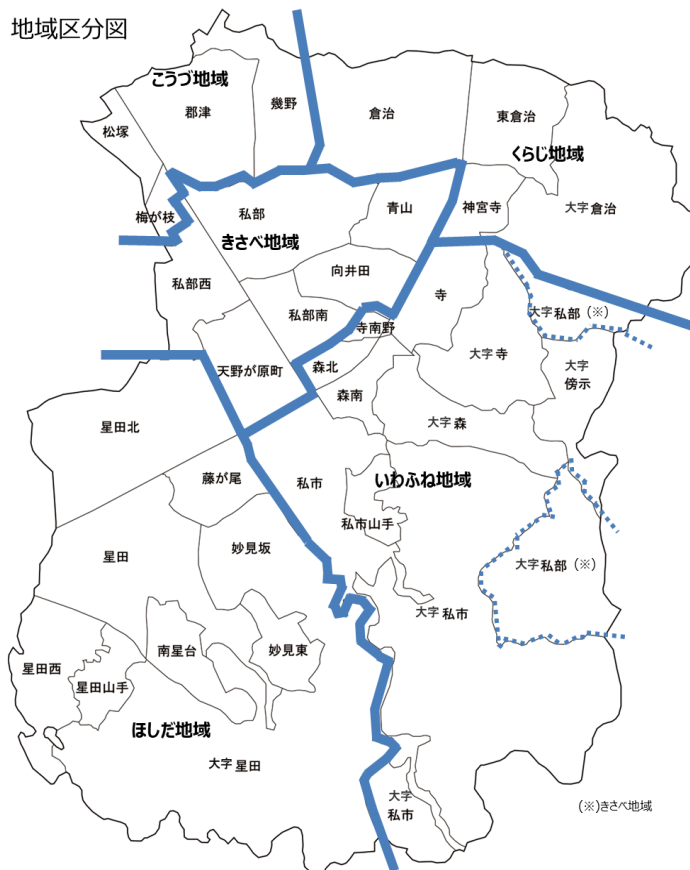 地域区分図
こうづ地域
郡津
幾野
倉治
東倉治
松塚
くらじ地域
梅が枝
私部
青山
神宮寺
大字倉治
きさべ地域
私部西
向井田
寺
私部南
寺南野
大字私部(※)
天野が原町
森北
大字寺
大字
傍示
森南
星田北
大字森
藤が尾
私市
いわふね地域
私市山手
星田
妙見坂
大字私部(※)
大字私市
南星台
妙見東
星田西
星田山手
ほしだ地域
大字星田
大字
私市
(※)きさべ地域